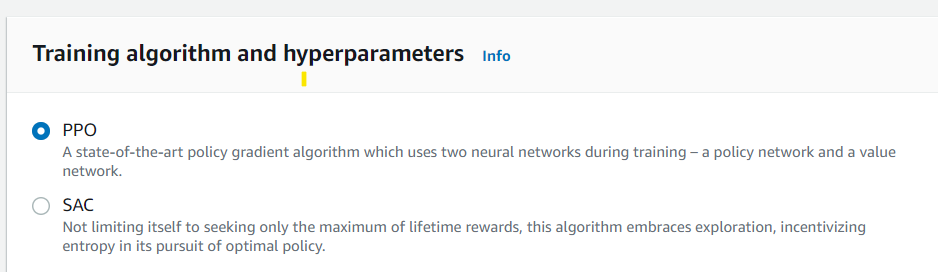 Training algorithm and hyperparameters Info
PPO
A state-of-the-art policy gradient algorithm which uses two neural networks during training – a policy network and a value
network.
SAC
Not limiting itself to seeking only the maximum of lifetime rewards, this algorithm embraces exploration, incentivizing
entropy in its pursuit of optimal policy.